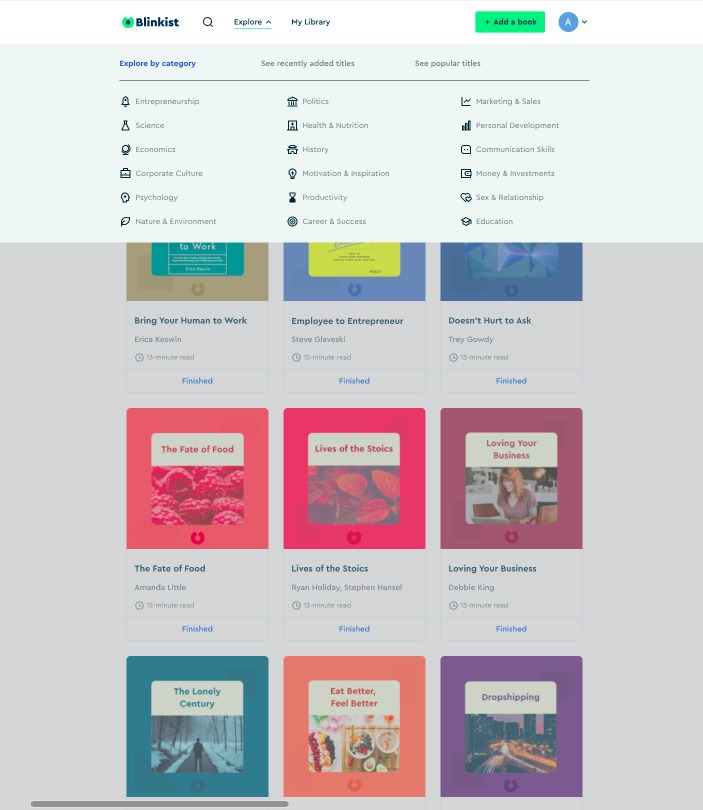 Blinkist
Explore
My Library
+ Add a book
A
Explore by category
See recently added titles
See popular titles
Entrepreneurship
Politics
Marketing & Sales
Science
Health & Nutrition
Personal Development
Economics
History
Communication Skills
Corporate Culture
Motivation & Inspiration
Money & Investments
Psychology
Productivity
Sex & Relationship
Nature & Environment
Career & Success
Education
to Work
Erica Keswin
Bring Your Human to Work
Employee to Entrepreneur
Doesn't Hurt to Ask
Erica Keswin
Steve Glaveski
Trey Gowdy
13-minute read
15-minute read
13-minute read
Finished
Finished
Finished
The Fate of Food
Lives of the Stoics
Loving Your
Business
The Fate of Food
Lives of the Stoics
Loving Your Business
Amanda Little
Ryan Holiday, Stephen Hansel
Debbie King
12-minute read
13-minute read
13-minute read
Finished
Finished
Finished
The Lonely
Century
Eat Better,
Feel Better
Dropshipping